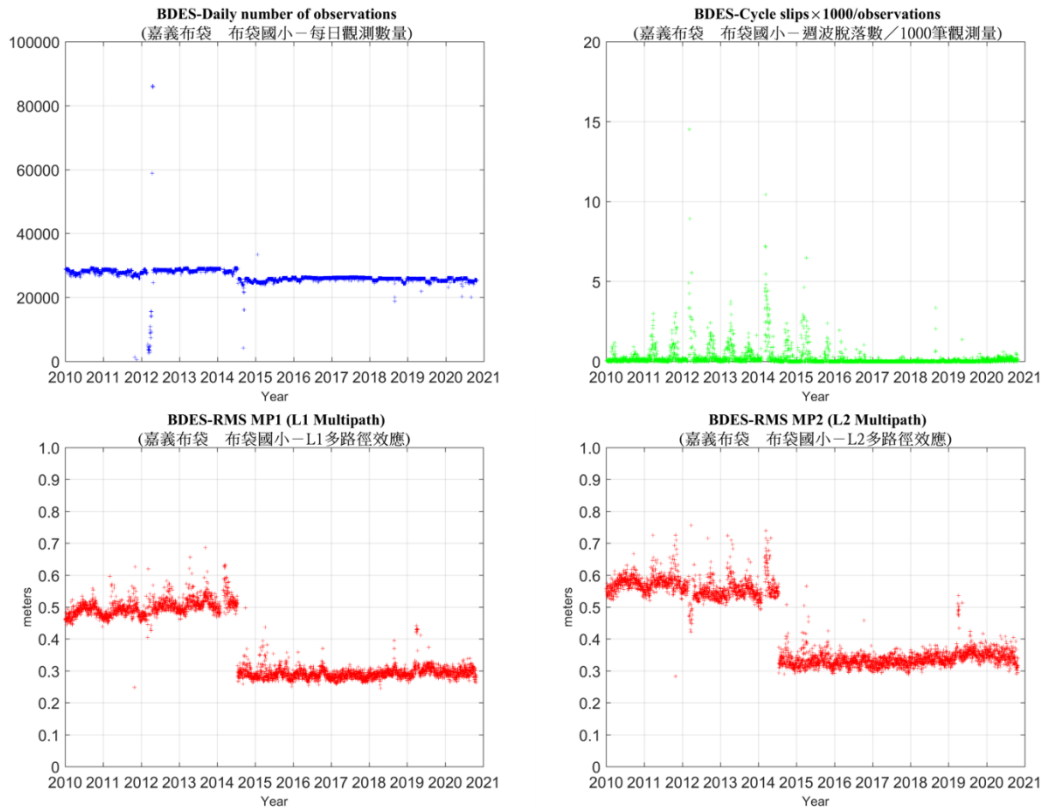 BDES-Daily number of observations
(嘉義布袋　布袋國小－每日觀測數量)
100000
80000
60000
40000
20000
0
2010 2011 2012 2013 2014 2015 2016 2017 2018 2019 2020 2021
Year
BDES-Cycle slips×1000/observations
(嘉義布袋　布袋國小－週波脫落數／1000筆觀測量)
20
15
10
5
0
2010 2011 2012 2013 2014 2015 2016 2017 2018 2019 2020 2021
Year
BDES-RMS MP1 (L1 Multipath)
(嘉義布袋　布袋國小－L1多路徑效應)
1.0
0.9
0.8
0.7
0.6
0.5
0.4
0.3
0.2
0.1
0
meters
2010 2011 2012 2013 2014 2015 2016 2017 2018 2019 2020 2021
Year
BDES-RMS MP2 (L2 Multipath)
(嘉義布袋　布袋國小－L2多路徑效應)
1.0
0.9
0.8
0.7
0.6
0.5
0.4
0.3
0.2
0.1
0
meters
2010 2011 2012 2013 2014 2015 2016 2017 2018 2019 2020 2021
Year